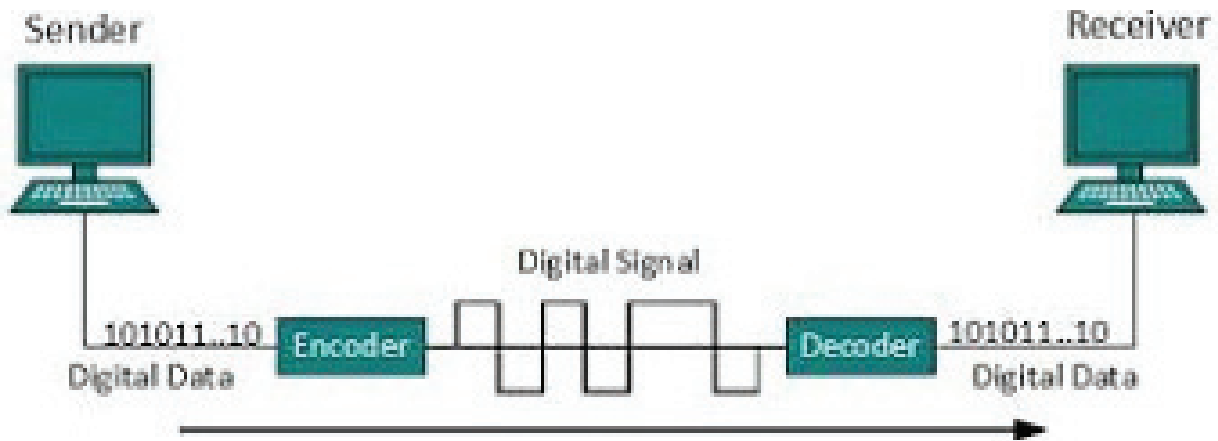 Sender
Receiver
Digital Signal
101011..10
Encoder
Decoder
101011..10
Digital Data
Digital Data